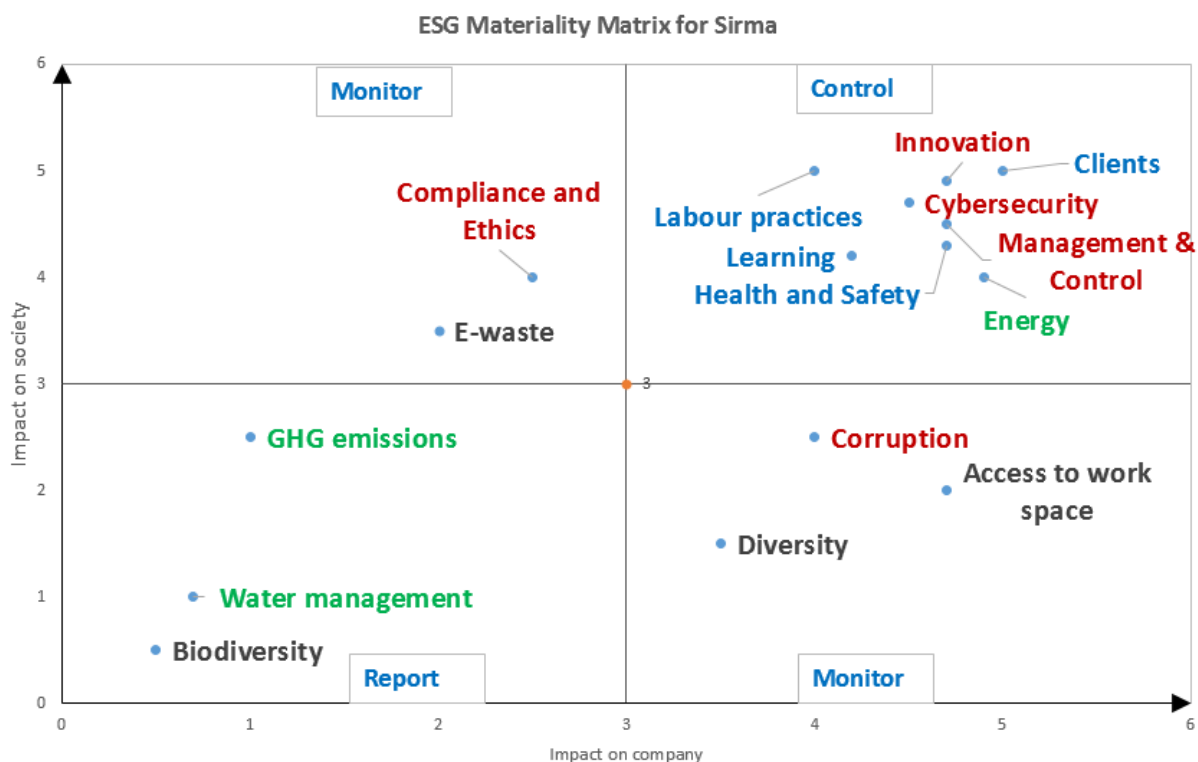 ESG Materiality Matrix for Sirma
6
Monitor
Control
Innovation
5
Clients
Compliance and
Ethics
Cybersecurity
Labour practices
Management &
Control
Learning
4
Health and Safety
Energy
E-waste
Impact on society
3
3
GHG emissions
Corruption
Access to work
space
2
Diversity
1
Water management
Biodiversity
Report
Monitor
0
0
1
2
3
4
5
6
Impact on company